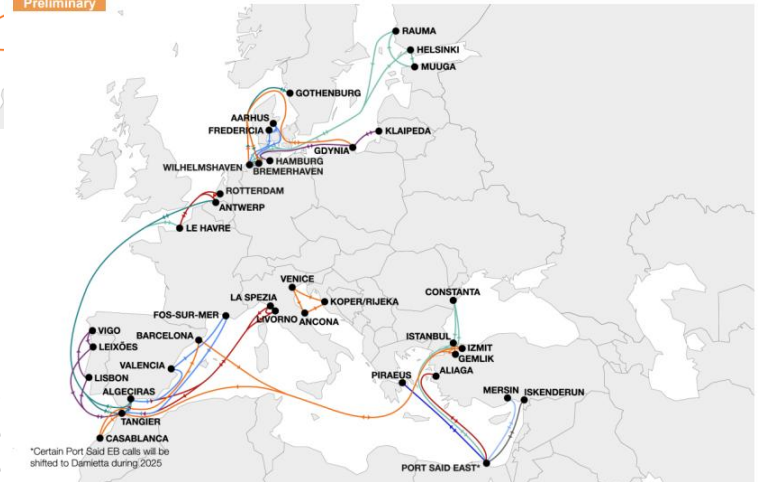 Preliminary
RAUMA
HELSINKI
MUUGA
GOTHENBURG
AARHUS
FREDERICIA
KLAIPEDA
GDYNIA
HAMBURG
WILHELMSHAVEN
BREMERHAVEN
ROTTERDAM
ANTWERP
LE HAVRE
VENICE
CONSTANTA
LA SPEZIA
KOPER/RIJEKA
FOS-SUR-MER
LIVORNO
ANCONA
VIGO
BARCELONA
ISTANBUL
LEIXÕES
IZMIT
GEMLIK
VALENCIA
ALIAGA
LISBON
PIRAEUS
ALGECIRAS
MERSIN
ISKENDERUN
TANGIER
CASABLANCA
*Certain Port Said EB calls will be
shifted to Damietta during 2025
PORT SAID EAST*